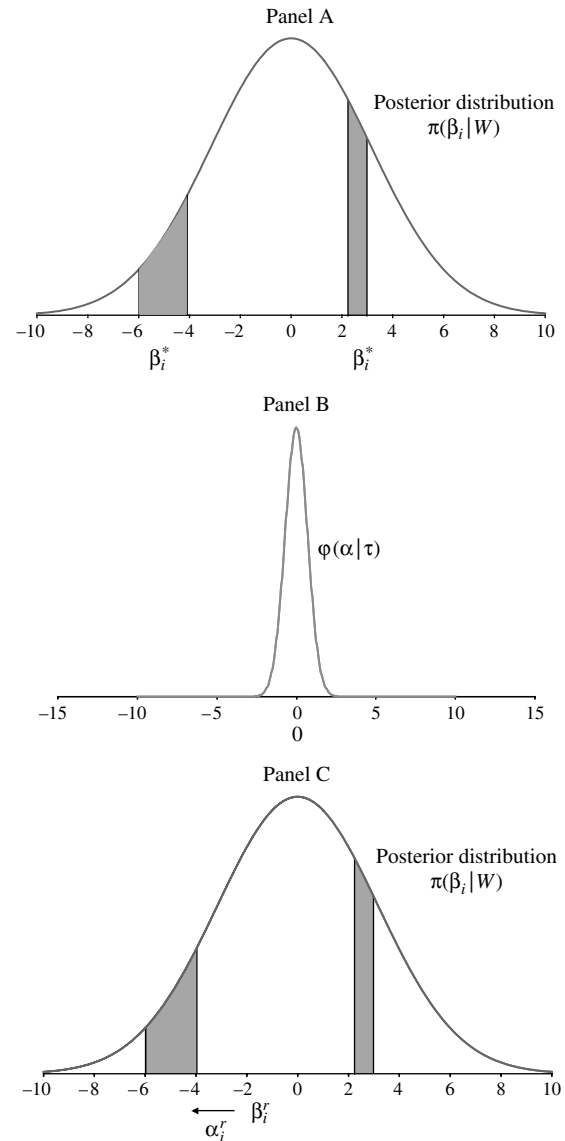 Panel A
Posterior distribution
π(βᵢ|W)
−10 −8 −6 −4 −2 0 2 4 6 8 10
βᵢ* βᵢ*
Panel B
φ(α|τ)
−15 −10 −5 0 5 10 15
0
Panel C
Posterior distribution
π(βᵢ|W)
−10 −8 −6 −4 −2 0 2 4 6 8 10
← βᵢʳ
αᵢʳ